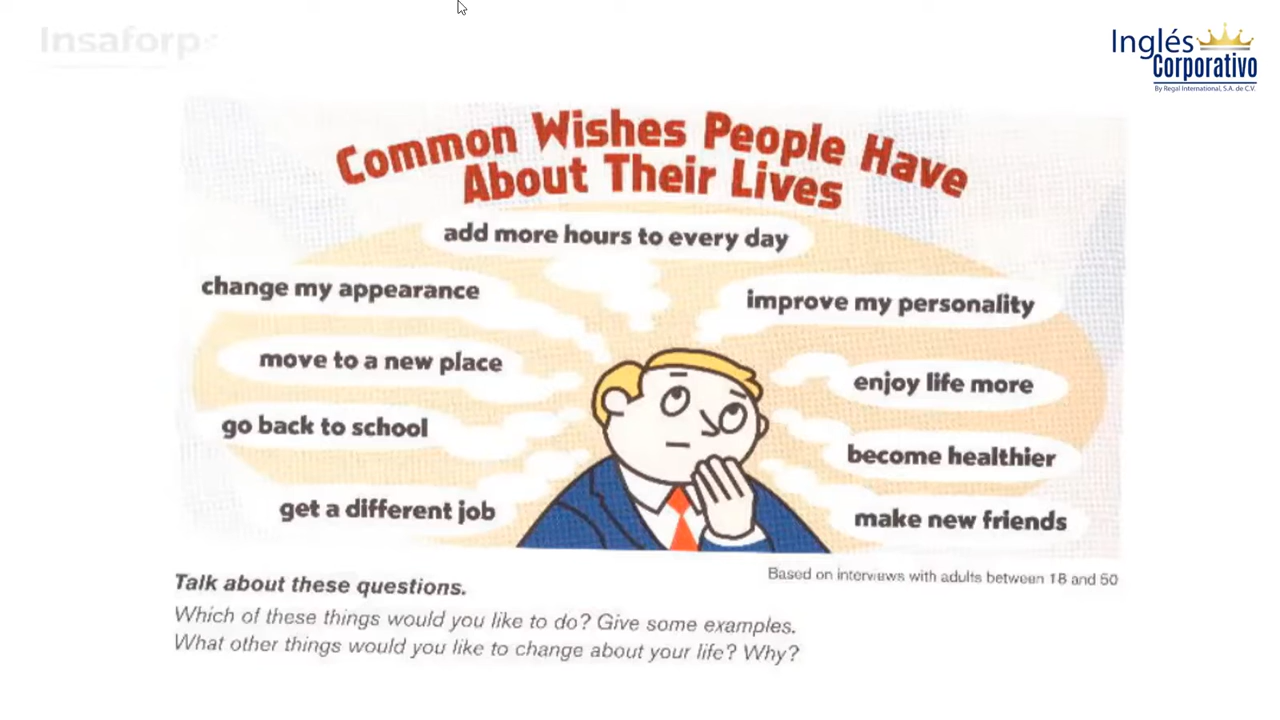 Insaforp
Inglés
Corporativo
By Regal International, S.A. de C.V.
Common Wishes People Have
About Their Lives
add more hours to every day
change my appearance
improve my personality
move to a new place
enjoy life more
go back to school
become healthier
get a different job
make new friends
Based on interviews with adults between 18 and 50
Talk about these questions.
Which of these things would you like to do? Give some examples.
What other things would you like to change about your life? Why?